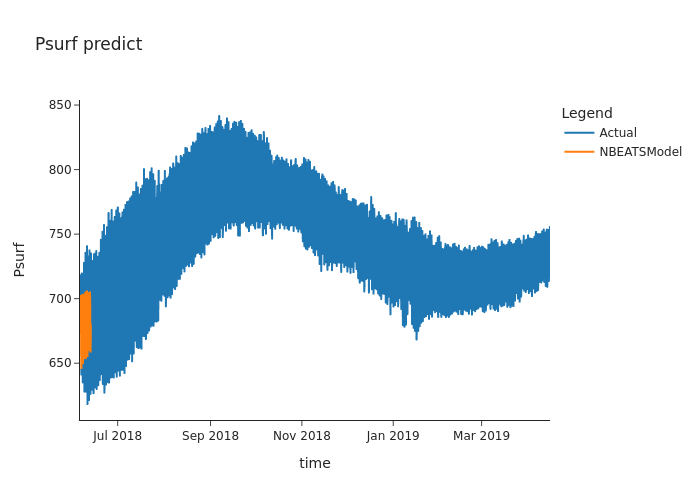 Psurf predict
850
800
750
700
650
Psurf
Jul 2018
Sep 2018
Nov 2018
Jan 2019
Mar 2019
time
Legend
Actual
NBEATSModel